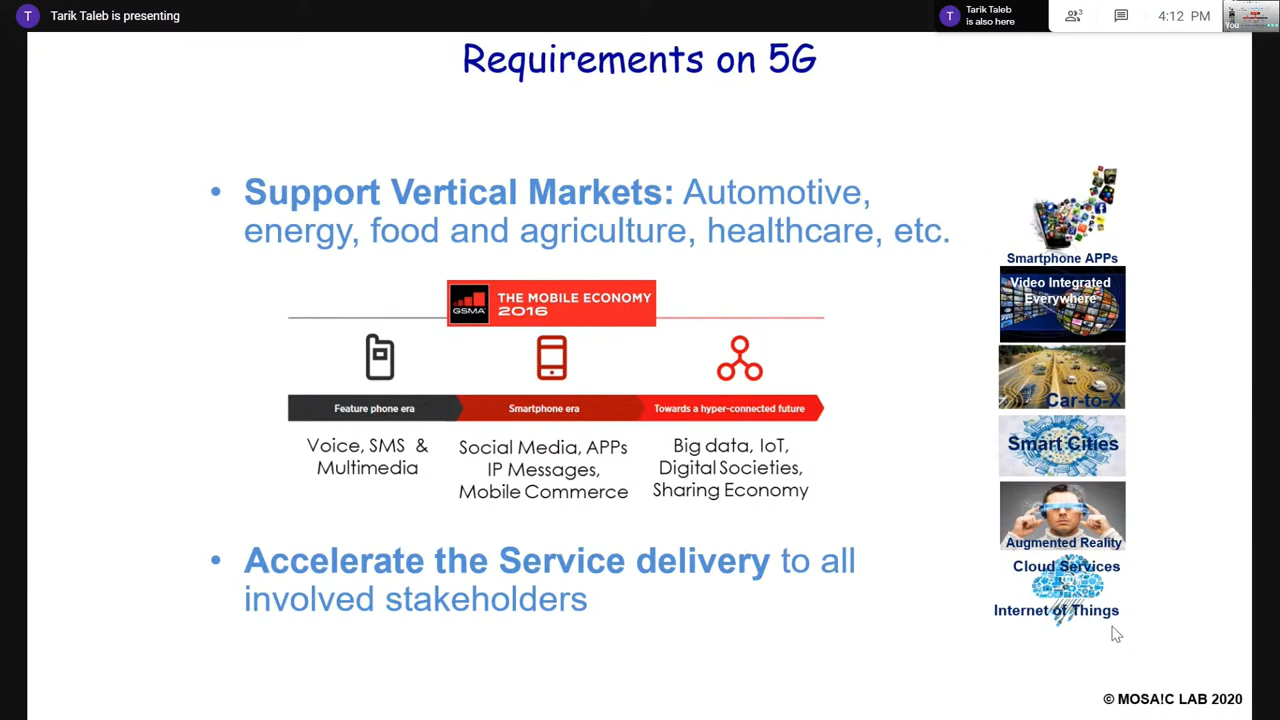 T Tarik Taleb is presenting
T Tarik Taleb
is also here
3
4:12 PM
You
Requirements on 5G
• Support Vertical Markets: Automotive,
energy, food and agriculture, healthcare, etc.
GSMA
THE MOBILE ECONOMY
2016
Feature phone era
Smartphone era
Towards a hyper-connected future
Voice, SMS &
Multimedia
Social Media, APPs
IP Messages,
Mobile Commerce
Big data, IoT,
Digital Societies,
Sharing Economy
• Accelerate the Service delivery to all
involved stakeholders
Smartphone APPs
Video Integrated
Everywhere
Car-to-X
Smart Cities
Augmented Reality
Cloud Services
Internet of Things
© MOSA!C LAB 2020